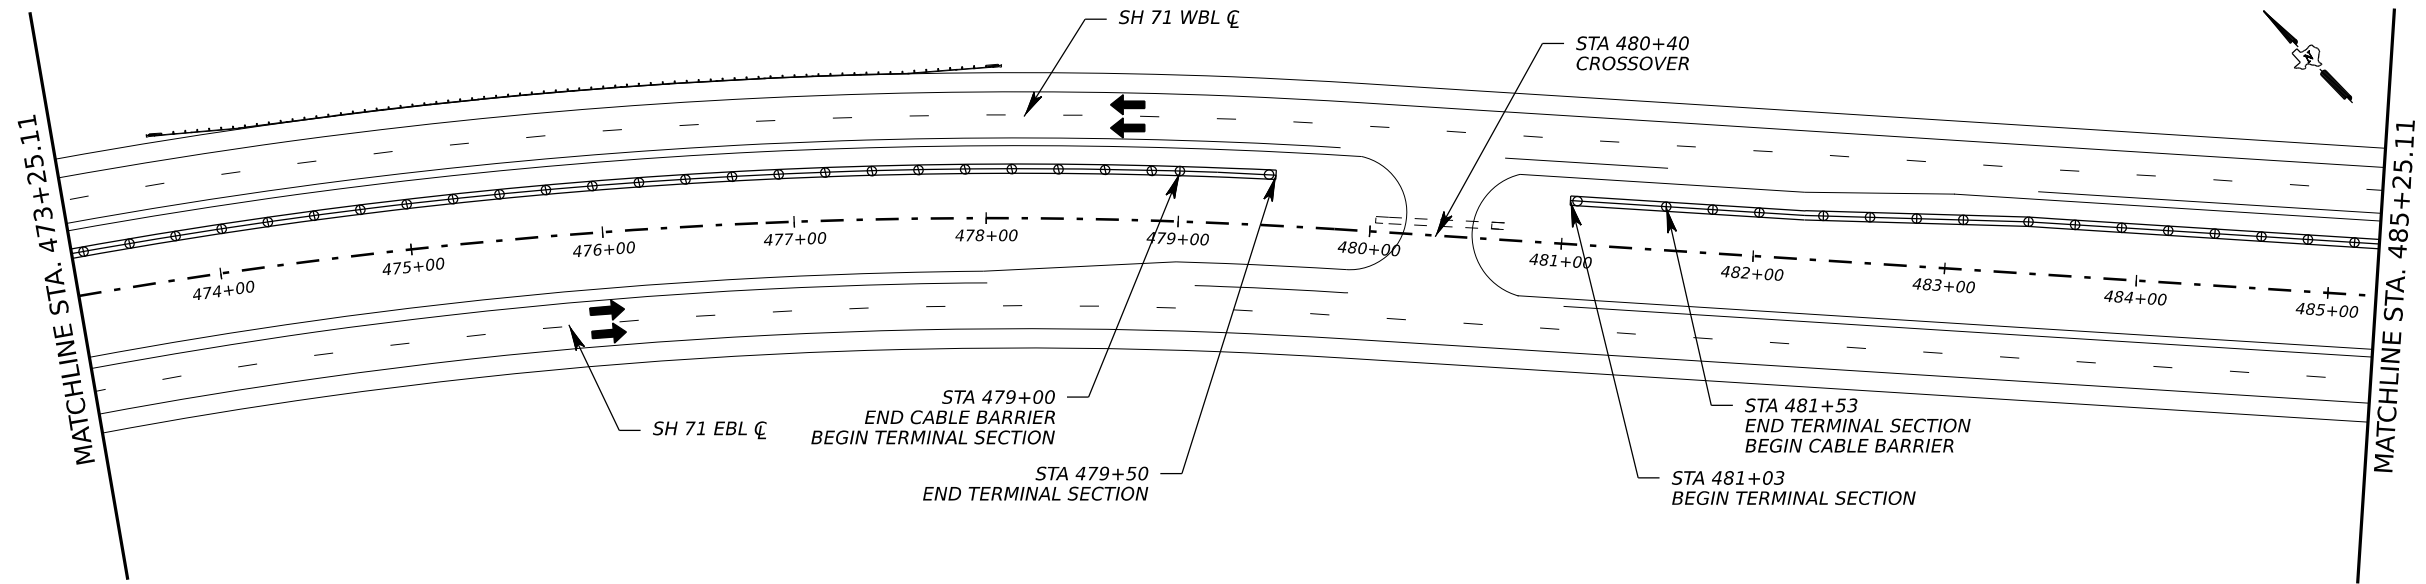 SH 71 WBL ℄
STA 480+40
CROSSOVER
MATCHLINE STA. 473+25.11
MATCHLINE STA. 485+25.11
474+00
475+00
476+00
477+00
478+00
479+00
480+00
481+00
482+00
483+00
484+00
485+00
SH 71 EBL ℄
STA 479+00
END CABLE BARRIER
BEGIN TERMINAL SECTION
STA 479+50
END TERMINAL SECTION
STA 481+53
END TERMINAL SECTION
BEGIN CABLE BARRIER
STA 481+03
BEGIN TERMINAL SECTION